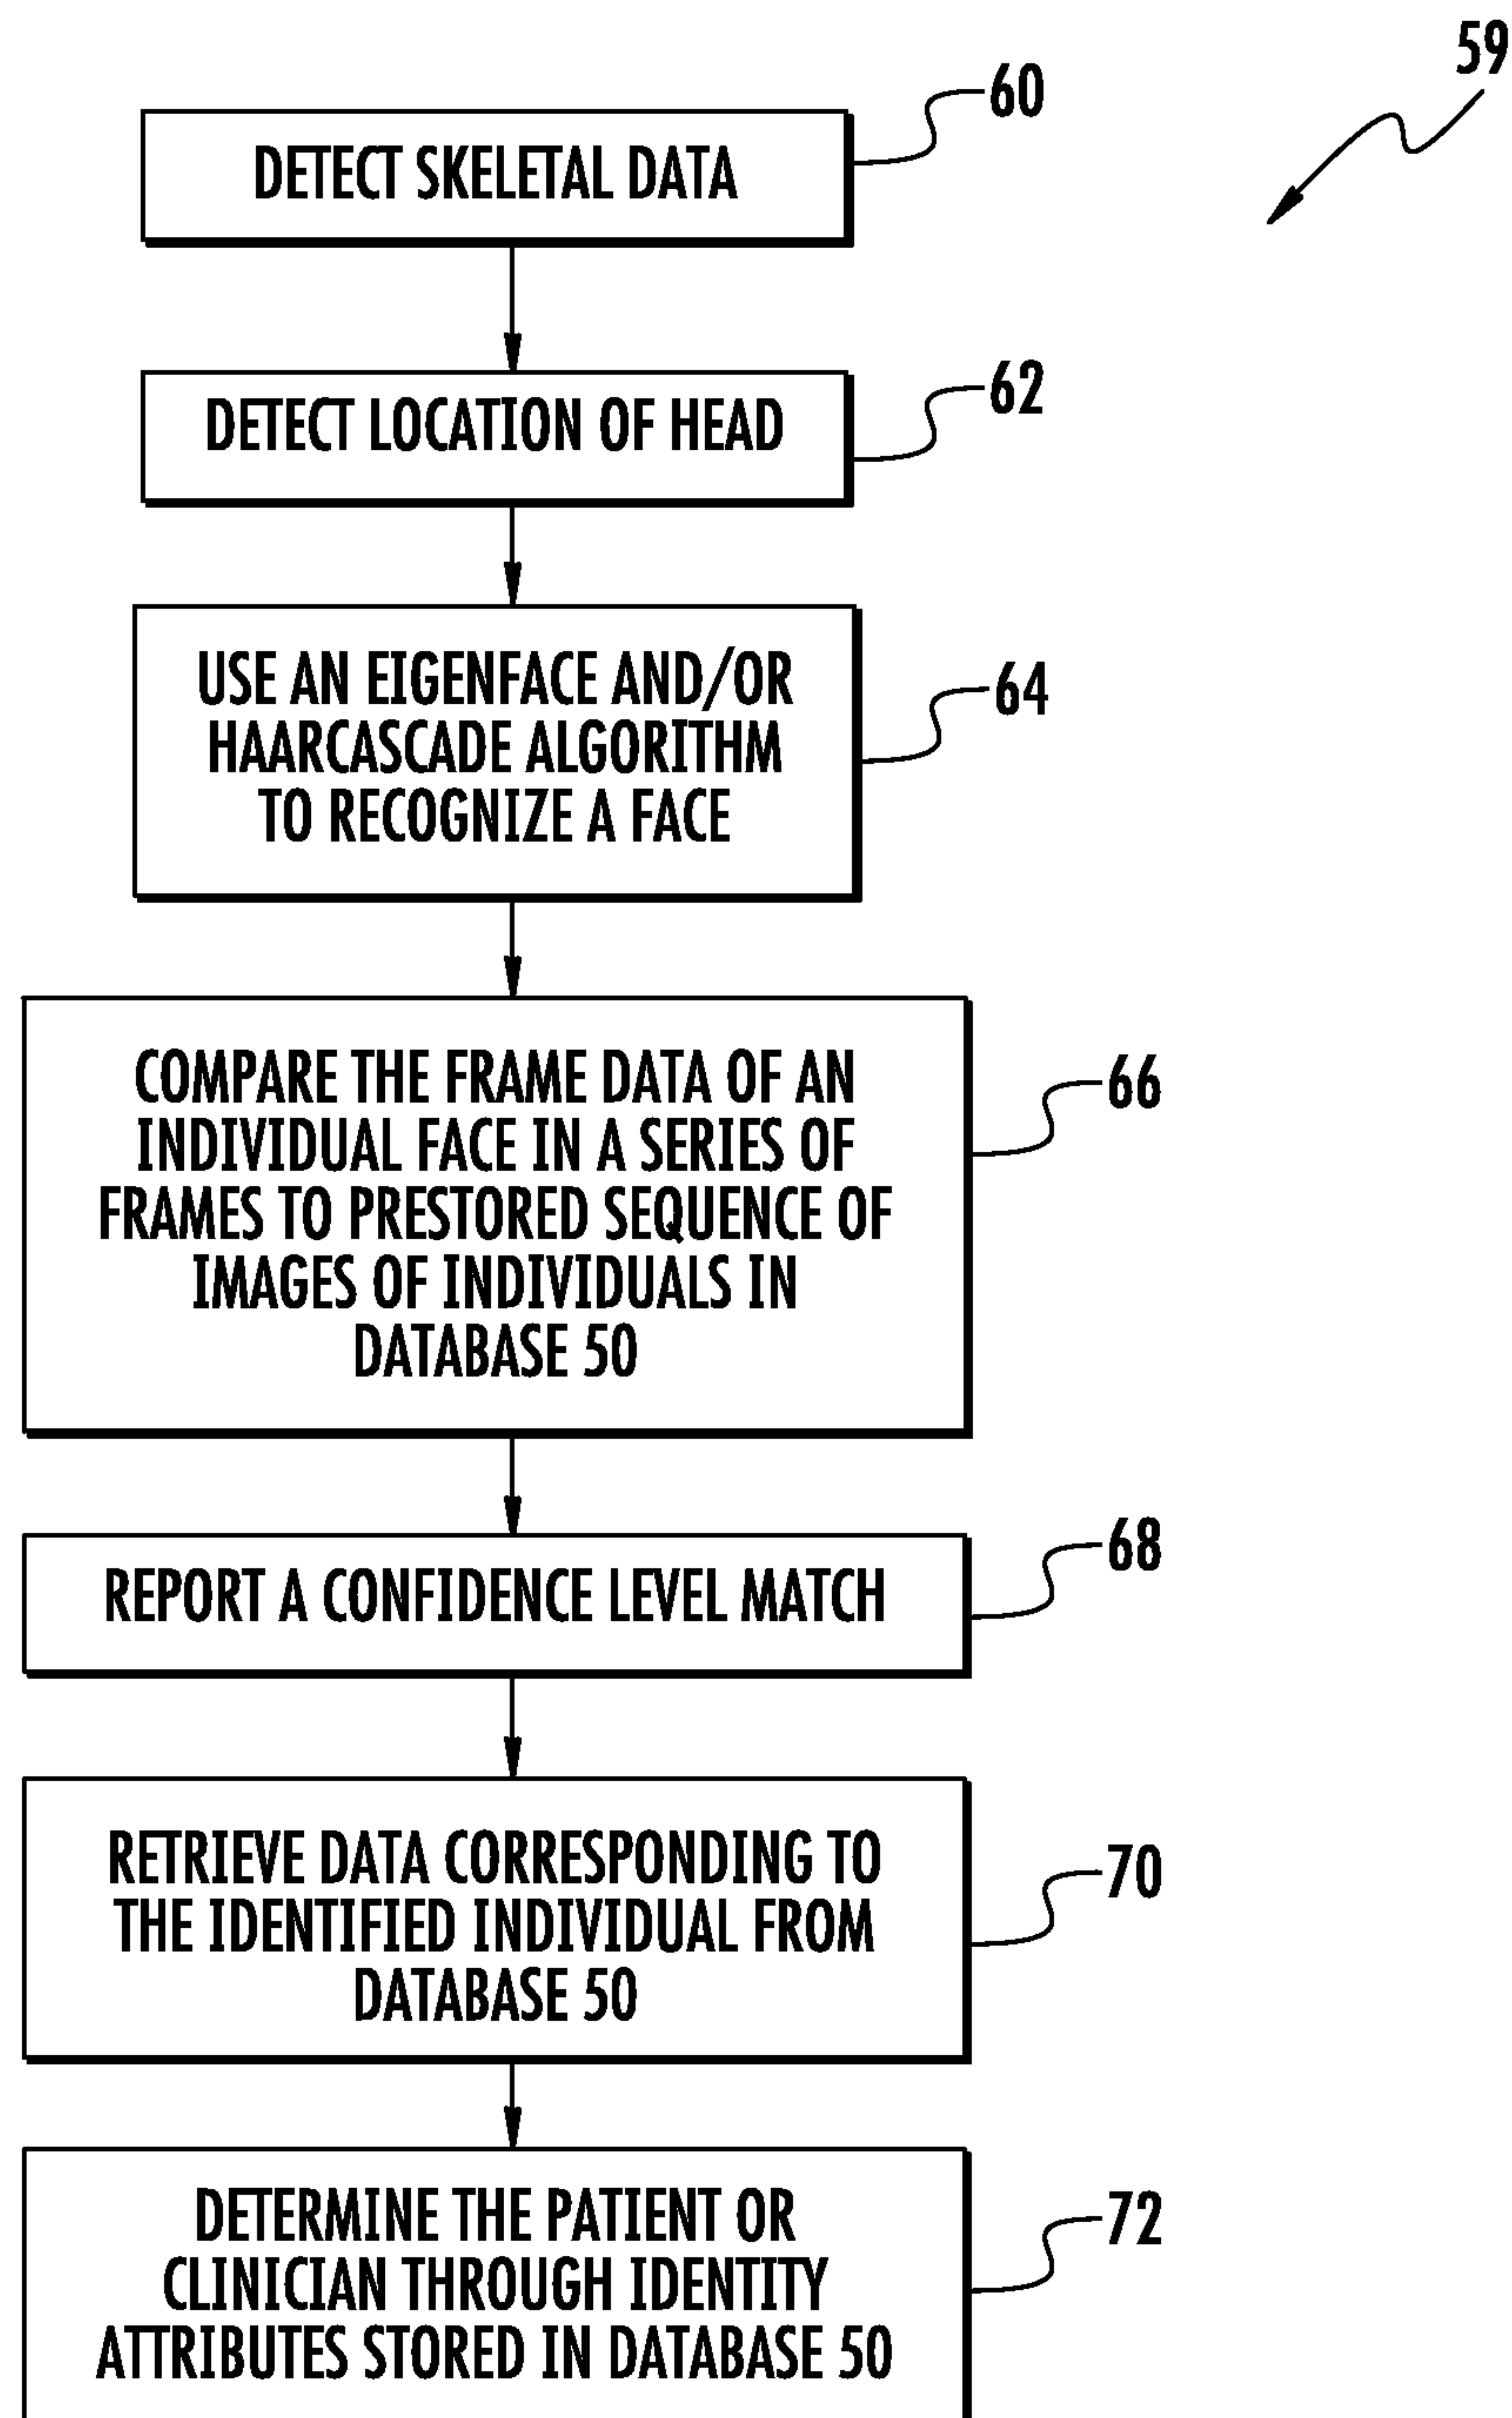 59
60
DETECT SKELETAL DATA
62
DETECT LOCATION OF HEAD
USE AN EIGENFACE AND/OR
64
HAARCASCADE ALGORITHM
TO RECOGNIZE A FACE
COMPARE THE FRAME DATA OF AN
66
INDIVIDUAL FACE IN A SERIES OF
FRAMES TO PRESTORED SEQUENCE OF
IMAGES OF INDIVIDUALS IN
DATABASE 50
68
REPORT A CONFIDENCE LEVEL MATCH
RETRIEVE DATA CORRESPONDING TO
70
THE IDENTIFIED INDIVIDUAL FROM
DATABASE 50
DETERMINE THE PATIENT OR
72
CLINICIAN THROUGH IDENTITY
ATTRIBUTES STORED IN DATABASE 50